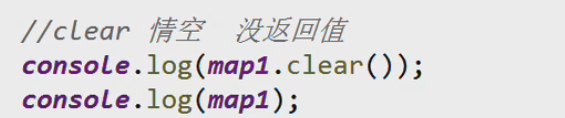 //clear 情空  没返回值
console.log(map1.clear());
console.log(map1);